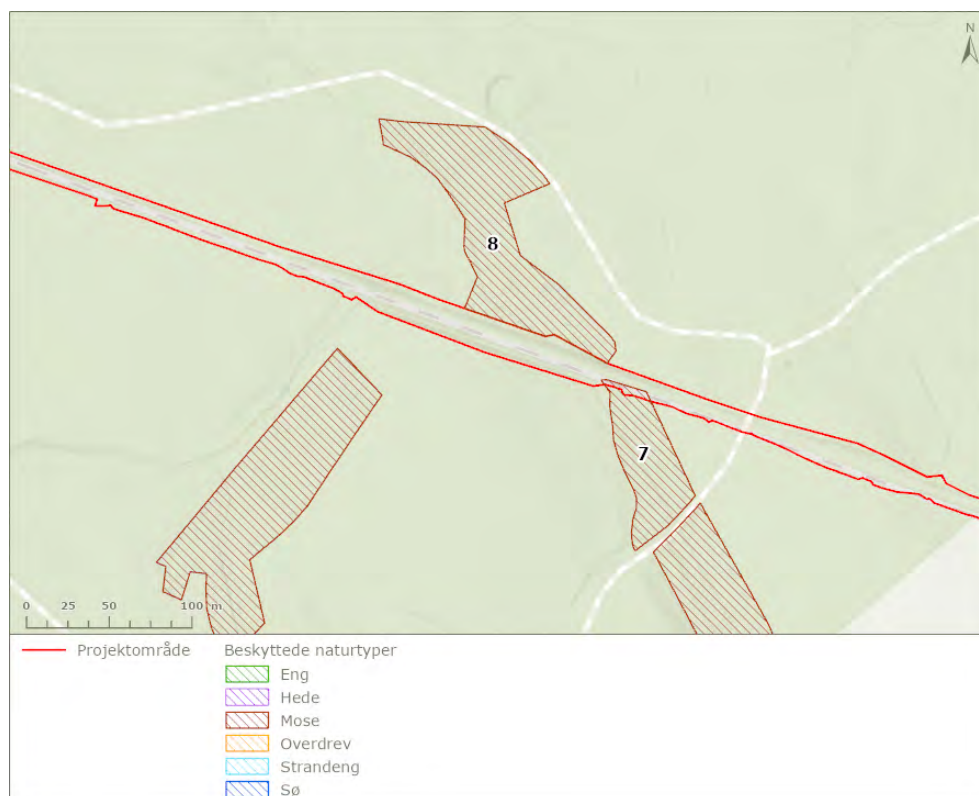 N
8
7
0 25 50 100 m
Projektområde
Beskyttede naturtyper
Eng
Hede
Mose
Overdrev
Strandeng
Sø